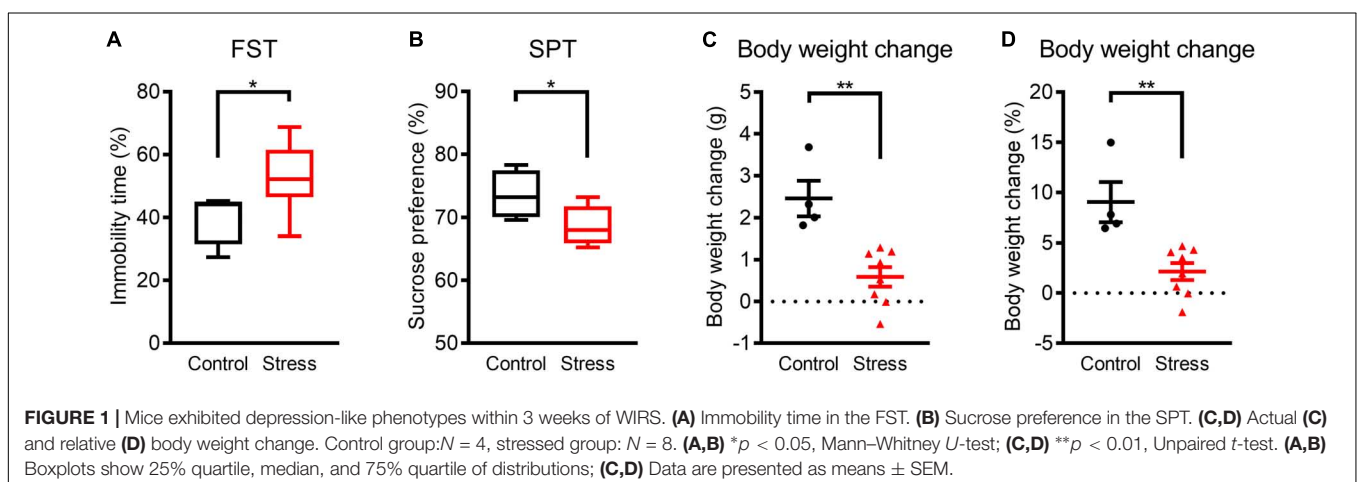 A FST
80
60
40
20
0
Immobility time (%)
*
Control Stress
B SPT
90
80
70
60
50
Sucrose preference (%)
*
Control Stress
C Body weight change
5
4
3
2
1
0
-1
Body weight change (g)
**
Control Stress
D Body weight change
20
15
10
5
0
-5
Body weight change (%)
**
Control Stress
FIGURE 1 | Mice exhibited depression-like phenotypes within 3 weeks of WIRS. (A) Immobility time in the FST. (B) Sucrose preference in the SPT. (C,D) Actual (C)
and relative (D) body weight change. Control group:N = 4, stressed group: N = 8. (A,B) *p < 0.05, Mann–Whitney U-test; (C,D) **p < 0.01, Unpaired t-test. (A,B)
Boxplots show 25% quartile, median, and 75% quartile of distributions; (C,D) Data are presented as means ± SEM.